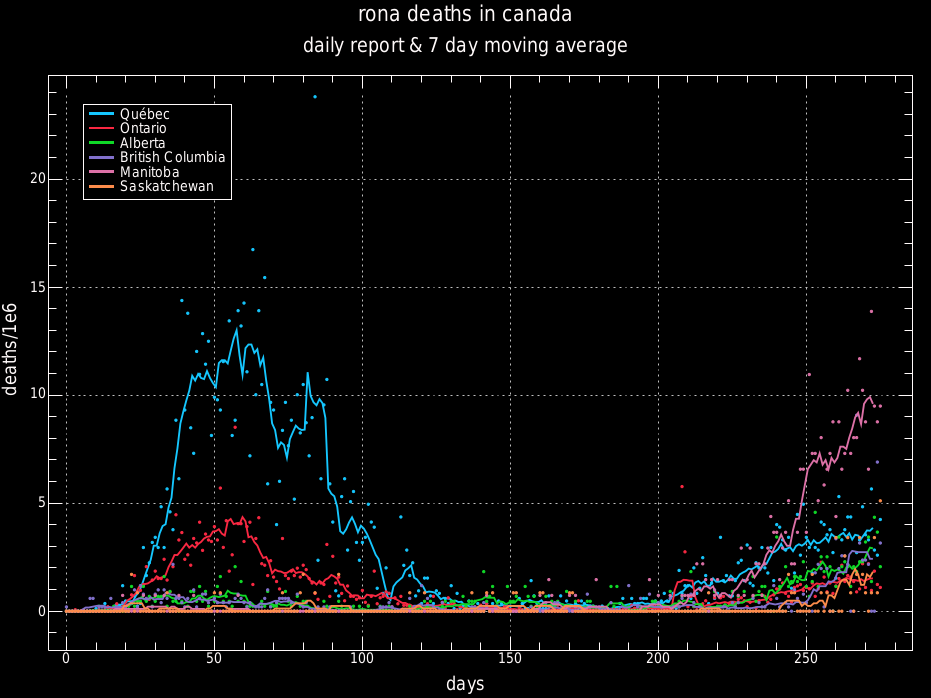 rona deaths in canada
daily report & 7 day moving average
Québec
Ontario
Alberta
British Columbia
Manitoba
Saskatchewan
deaths/1e6
20
15
10
5
0
0 50 100 150 200 250
days